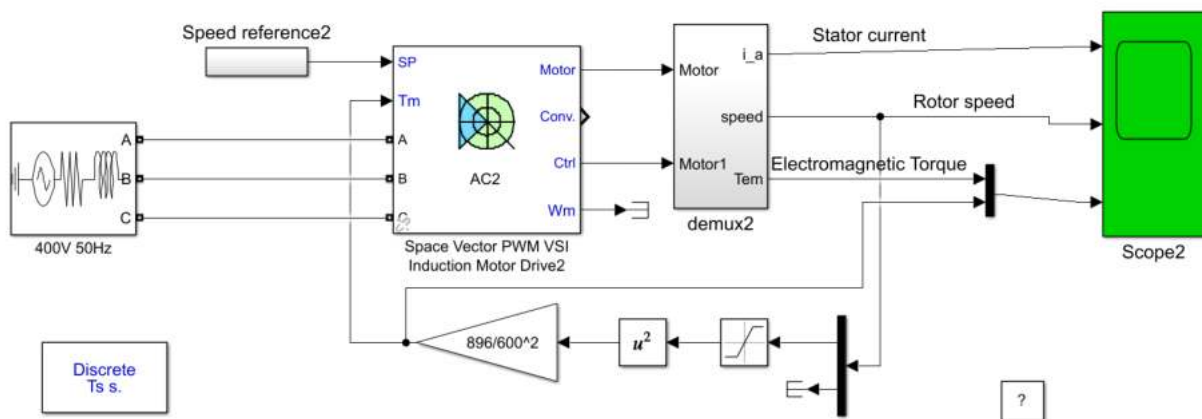 Speed reference2
Stator current
SP
Motor
Motor
i_a
Tm
Rotor speed
Conv.
speed
A
A
Ctrl
Motor1
Electromagnetic Torque
B
B
AC2
Tem
C
C
Wm
demux2
400V 50Hz
Space Vector PWM VSI
Induction Motor Drive2
Scope2
896/600^2
u²
Discrete
Ts s.
?